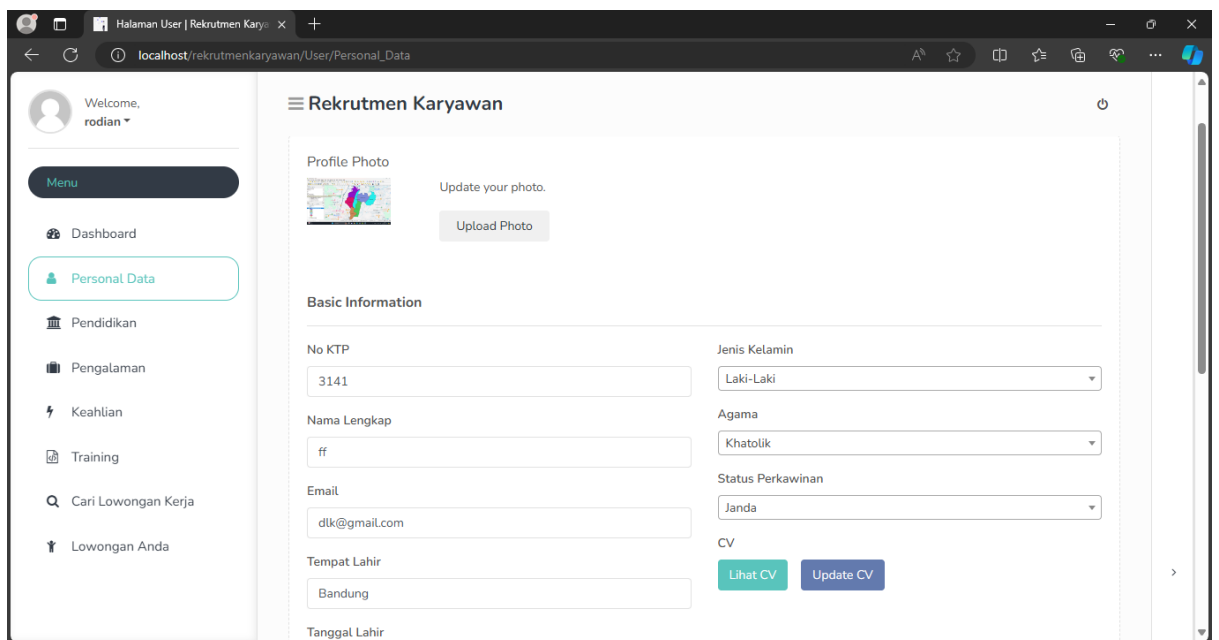 Halaman User | Rekrutmen Karya
localhost/rekrutmenkaryawan/User/Personal_Data
Welcome,
rodian
Menu
Dashboard
Personal Data
Pendidikan
Pengalaman
Keahlian
Training
Cari Lowongan Kerja
Lowongan Anda
Rekrutmen Karyawan
Profile Photo
Update your photo.
Upload Photo
Basic Information
No KTP
3141
Nama Lengkap
ff
Email
dlk@gmail.com
Tempat Lahir
Bandung
Tanggal Lahir
Jenis Kelamin
Laki-Laki
Agama
Khatolik
Status Perkawinan
Janda
CV
Lihat CV
Update CV